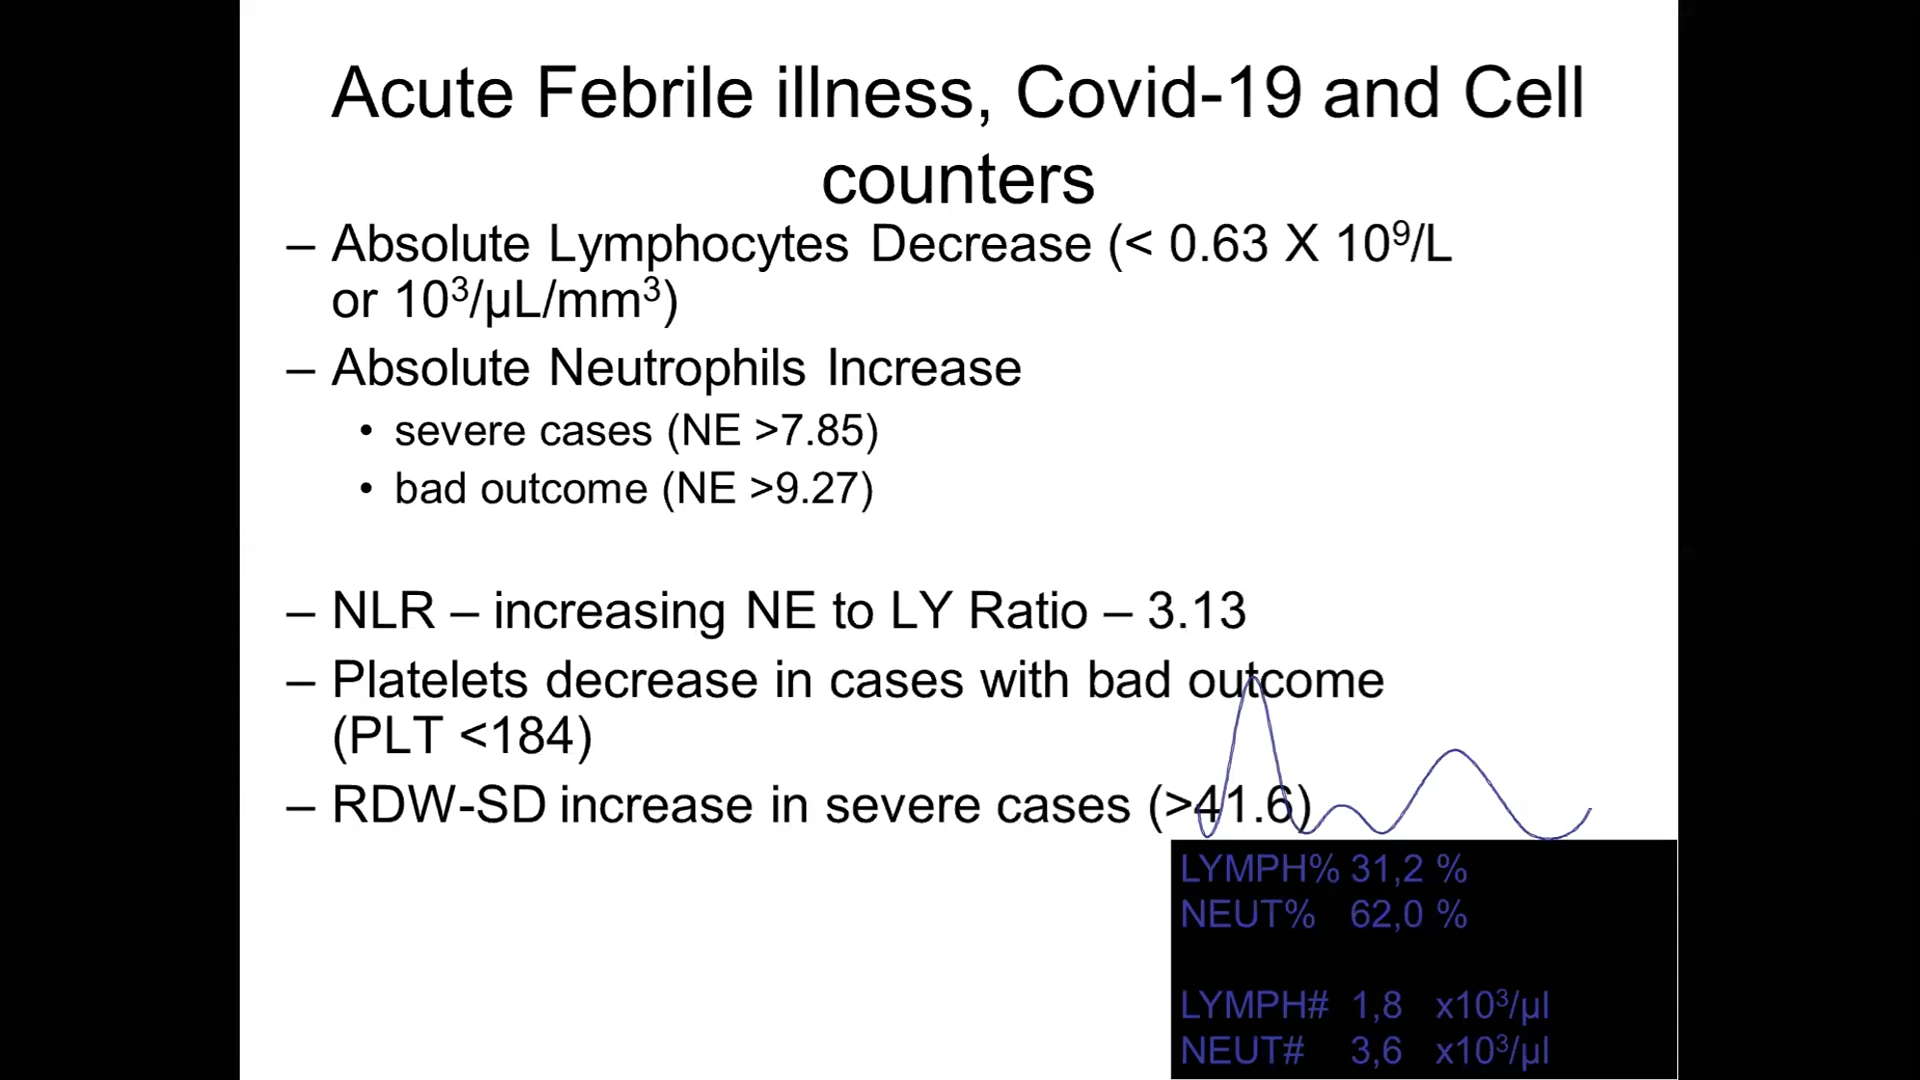 Acute Febrile illness, Covid-19 and Cell
counters
– Absolute Lymphocytes Decrease (< 0.63 X 10⁹/L
or 10³/µL/mm³)
– Absolute Neutrophils Increase
• severe cases (NE >7.85)
• bad outcome (NE >9.27)
– NLR – increasing NE to LY Ratio – 3.13
– Platelets decrease in cases with bad outcome
(PLT <184)
– RDW-SD increase in severe cases (>41.6)
LYMPH% 31,2 %
NEUT% 62,0 %
LYMPH# 1,8 x10³/µl
NEUT# 3,6 x10³/µl